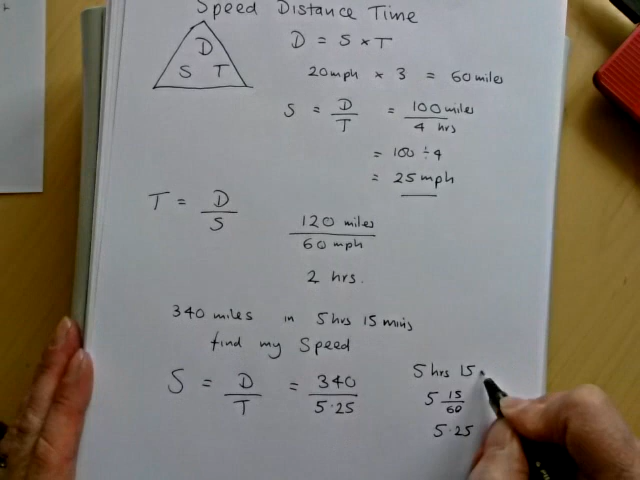 Speed Distance Time
D
S T
D = S × T
20mph × 3 = 60 miles
S = D/T = 100 miles/4 hrs
= 100 ÷ 4
= 25 mph
T = D/S
120 miles/60 mph
2 hrs.
340 miles in 5 hrs 15 mins
find my Speed
S = D/T = 340/5.25
5 hrs 15
5 15/60
5.25